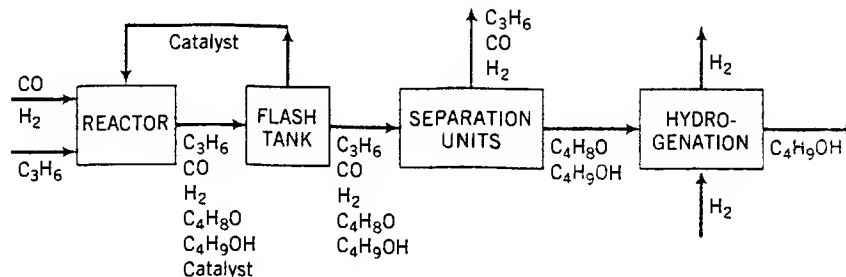 Catalyst
CO
H₂
C₃H₆
REACTOR
C₃H₆
CO
H₂
C₄H₈O
C₄H₉OH
Catalyst
FLASH
TANK
C₃H₆
CO
H₂
C₄H₈O
C₄H₉OH
C₃H₆
CO
H₂
SEPARATION
UNITS
C₄H₈O
C₄H₉OH
H₂
HYDRO-
GENATION
H₂
C₄H₉OH